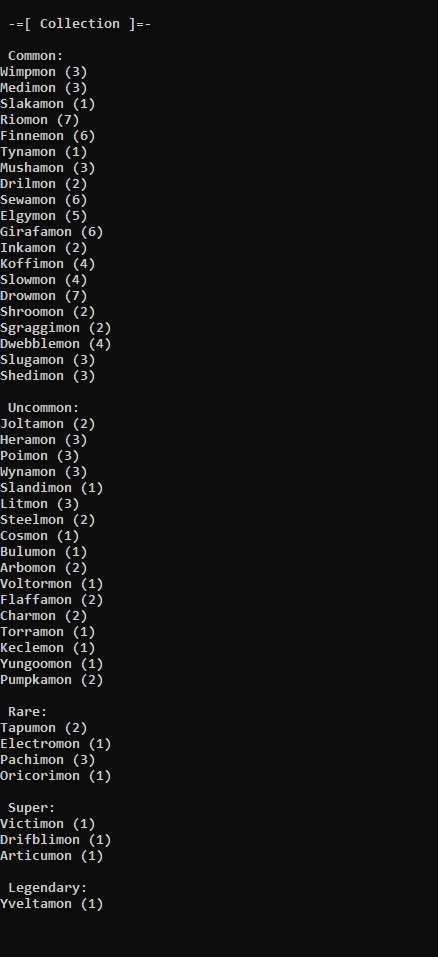 -=[ Collection ]=-
Common:
Wimpmon (3)
Medimon (3)
Slakamon (1)
Riomon (7)
Finnemon (6)
Tynamon (1)
Mushamon (3)
Drilmon (2)
Sewamon (6)
Elgymon (5)
Girafamon (6)
Inkamon (2)
Koffimon (4)
Slowmon (4)
Drowmon (7)
Shroomon (2)
Sgraggimon (2)
Dwebblemon (4)
Slugamon (3)
Shedimon (3)
Uncommon:
Joltamon (2)
Heramon (3)
Poimon (3)
Wynamon (3)
Slandimon (1)
Litmon (3)
Steelmon (2)
Cosmon (1)
Bulumon (1)
Arbomon (2)
Voltormon (1)
Flaffamon (2)
Charmon (2)
Torramon (1)
Keclemon (1)
Yungoomon (1)
Pumpkamon (2)
Rare:
Tapumon (2)
Electromon (1)
Pachimon (3)
Oricorimon (1)
Super:
Victimon (1)
Drifblimon (1)
Articumon (1)
Legendary:
Yveltamon (1)